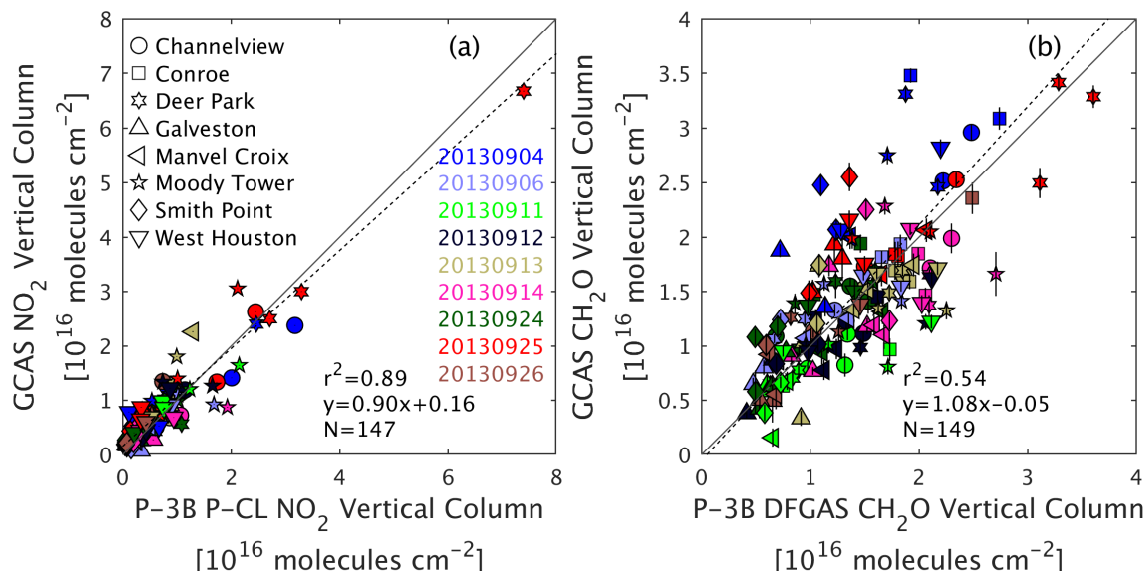 (a)
GCAS NO2 Vertical Column
[10^16 molecules cm^−2]
8
7
6
5
4
3
2
1
0
Channelview
Conroe
Deer Park
Galveston
Manvel Croix
Moody Tower
Smith Point
West Houston
20130904
20130906
20130911
20130912
20130913
20130914
20130924
20130925
20130926
r^2=0.89
y=0.90x+0.16
N=147
0 2 4 6 8
P−3B P−CL NO2 Vertical Column
[10^16 molecules cm^−2]
(b)
GCAS CH2O Vertical Column
[10^16 molecules cm^−2]
4
3.5
3
2.5
2
1.5
1
0.5
0
r^2=0.54
y=1.08x−0.05
N=149
0 1 2 3 4
P−3B DFGAS CH2O Vertical Column
[10^16 molecules cm^−2]